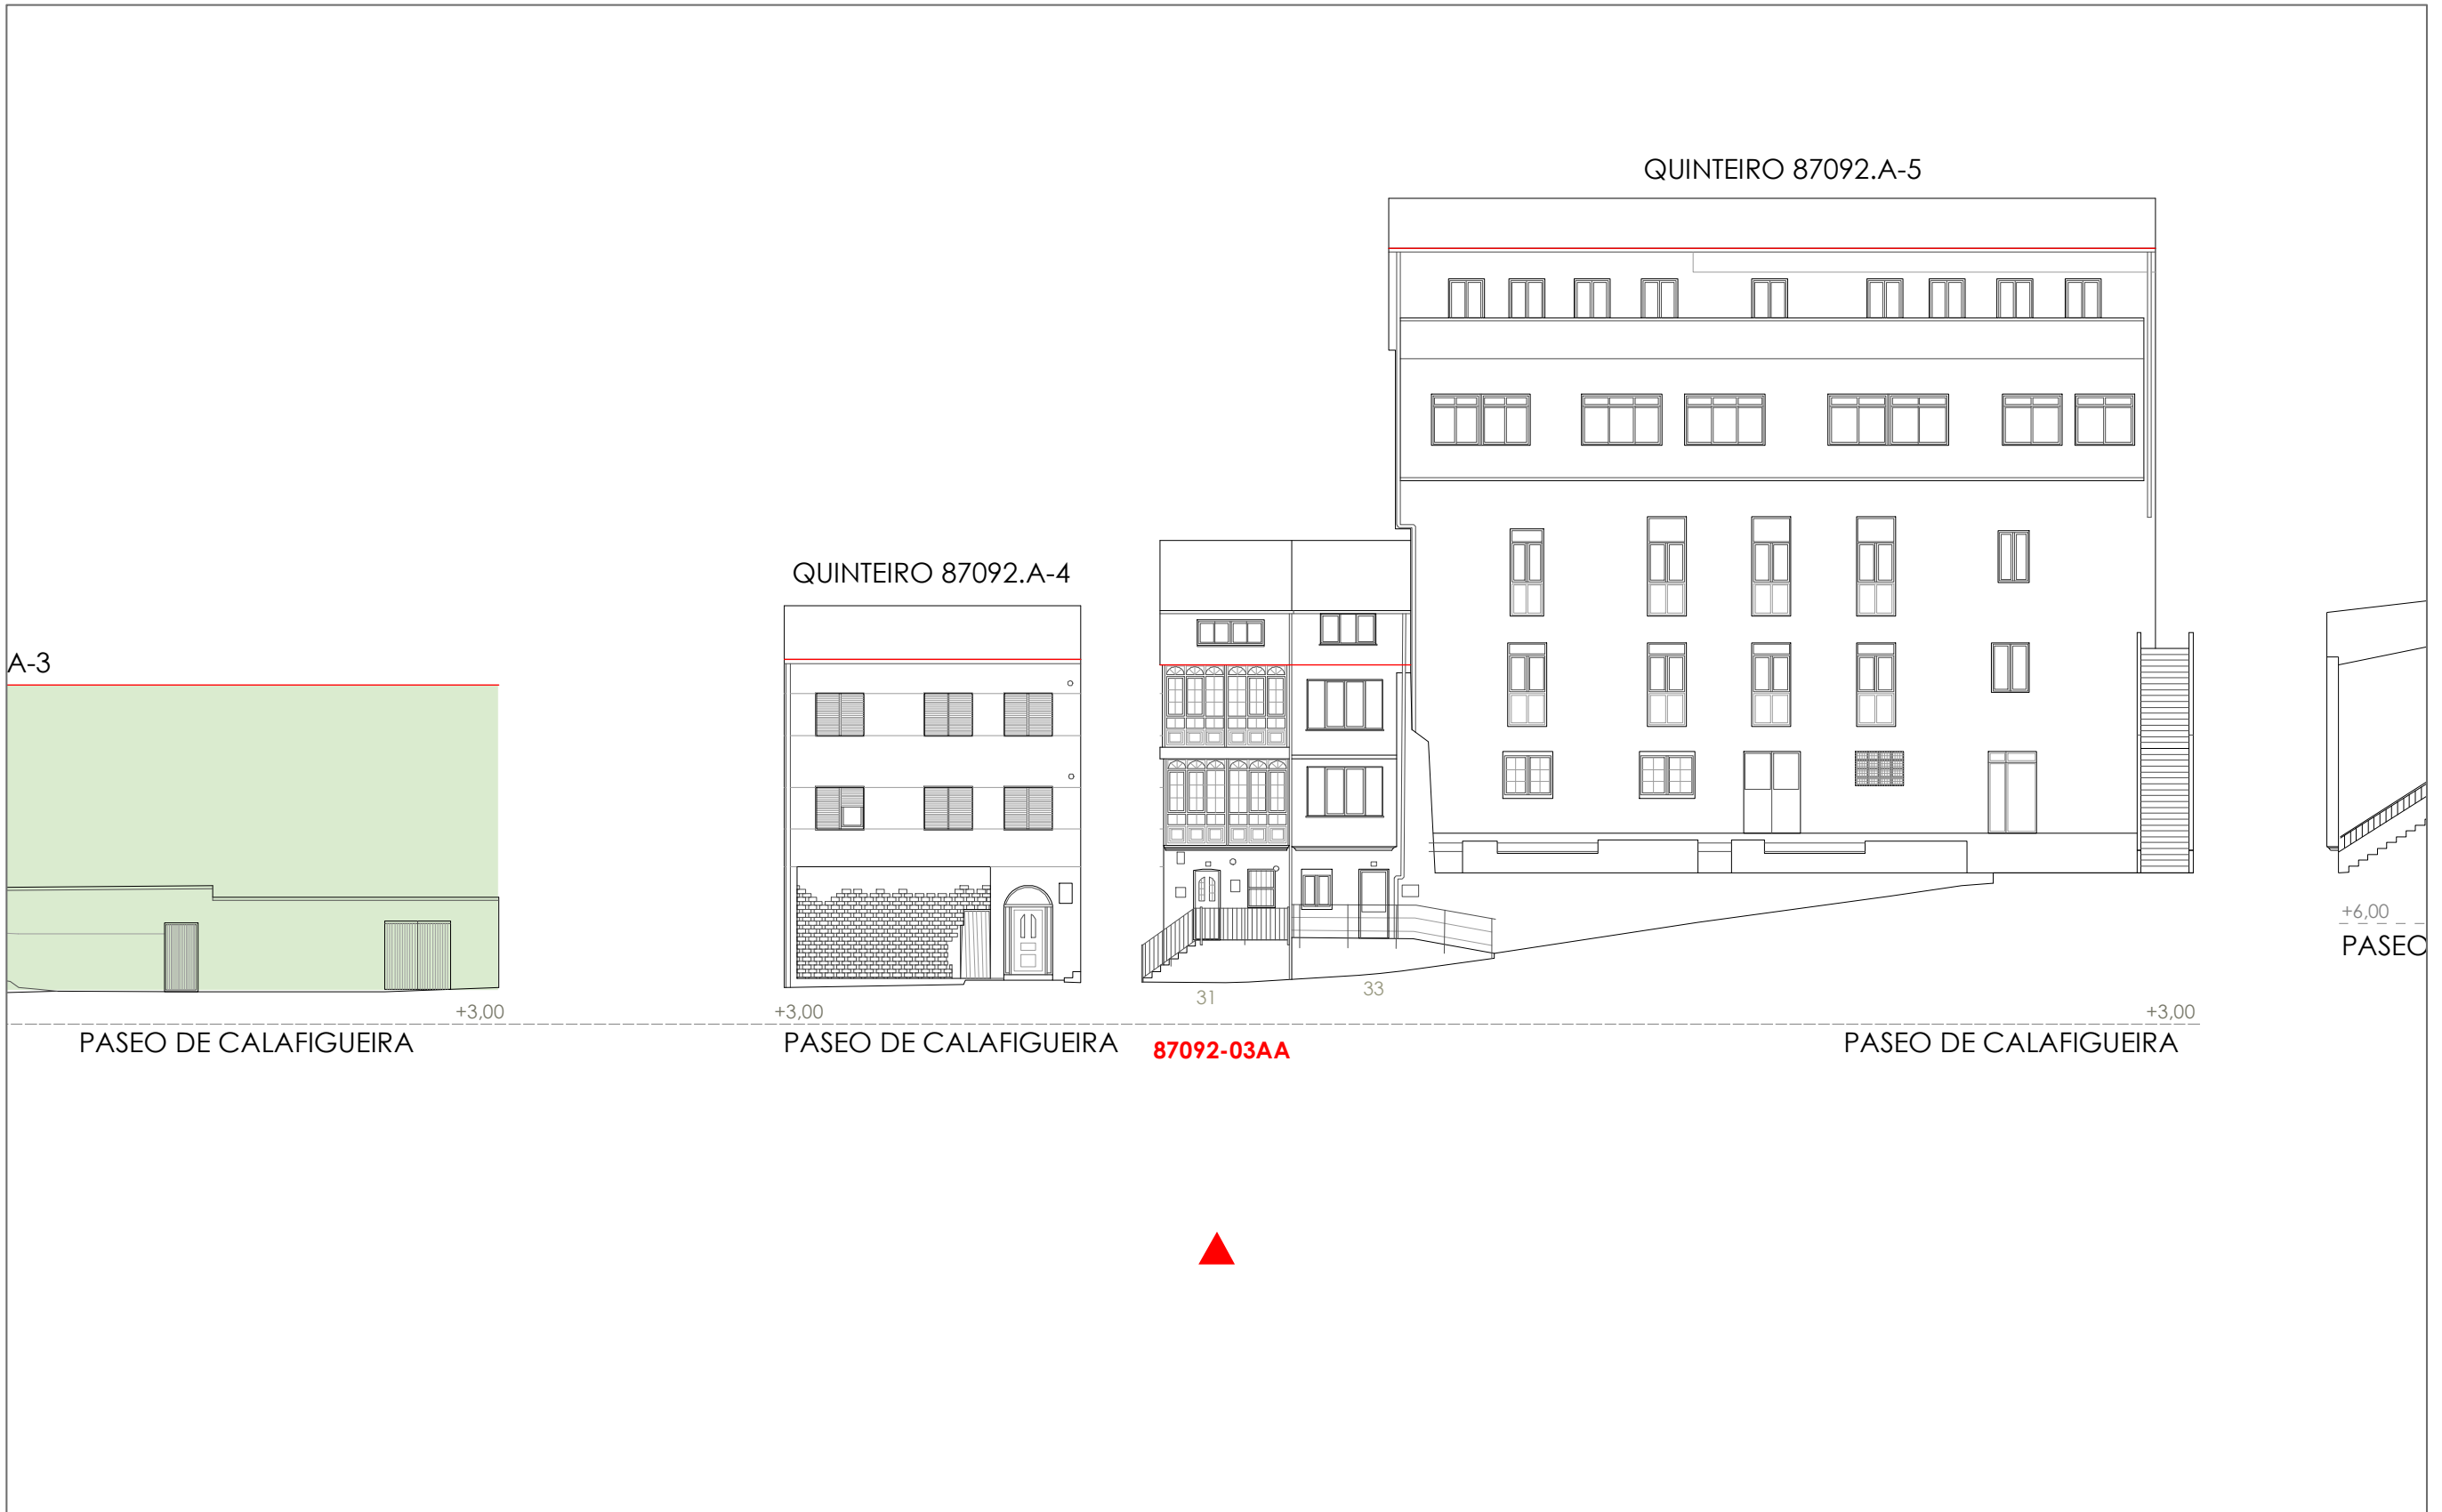 QUINTEIRO 87092.A-5
QUINTEIRO 87092.A-4
A-3
31
33
+6,00
PASEO
+3,00
+3,00
+3,00
PASEO DE CALAFIGUEIRA
PASEO DE CALAFIGUEIRA
87092-03AA
PASEO DE CALAFIGUEIRA